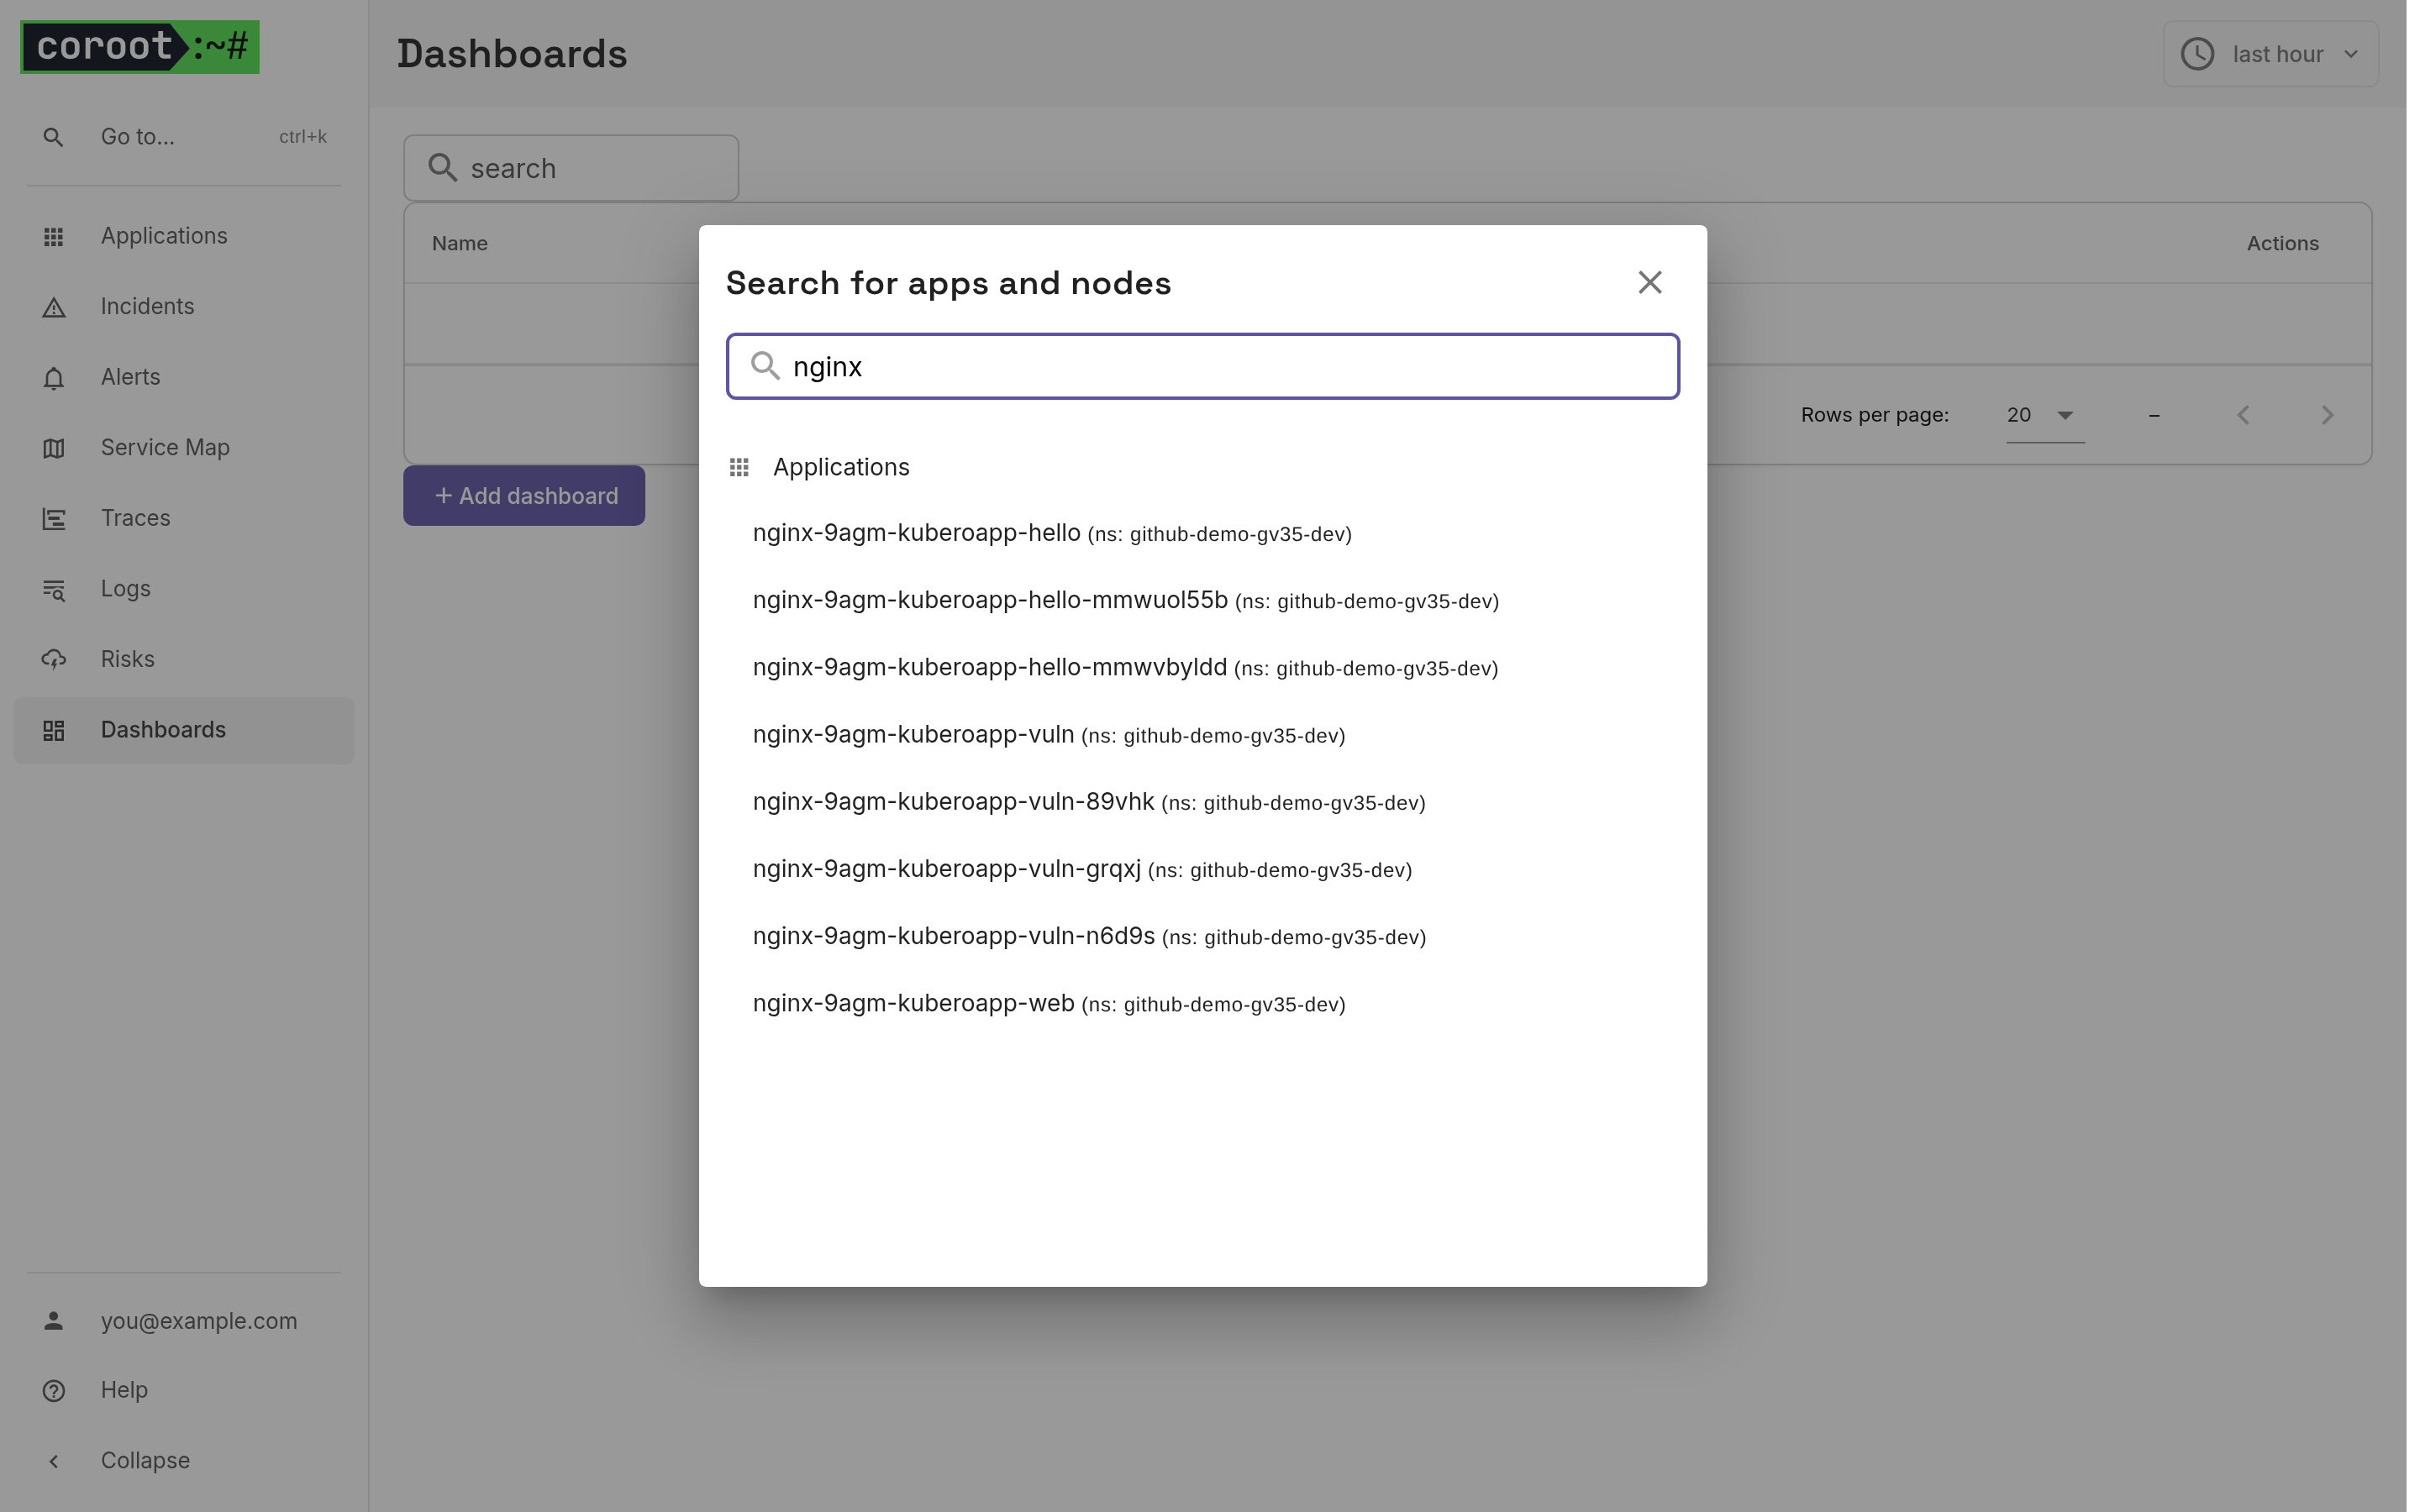 coroot:~#
Go to...
ctrl+k
Applications
Incidents
Alerts
Service Map
Traces
Logs
Risks
Dashboards
you@example.com
Help
Collapse
Dashboards
last hour
search
Name
Actions
Rows per page:
20
–
+ Add dashboard
Search for apps and nodes
nginx
Applications
nginx-9agm-kuberoapp-hello (ns: github-demo-gv35-dev)
nginx-9agm-kuberoapp-hello-mmwuol55b (ns: github-demo-gv35-dev)
nginx-9agm-kuberoapp-hello-mmwvbyldd (ns: github-demo-gv35-dev)
nginx-9agm-kuberoapp-vuln (ns: github-demo-gv35-dev)
nginx-9agm-kuberoapp-vuln-89vhk (ns: github-demo-gv35-dev)
nginx-9agm-kuberoapp-vuln-grqxj (ns: github-demo-gv35-dev)
nginx-9agm-kuberoapp-vuln-n6d9s (ns: github-demo-gv35-dev)
nginx-9agm-kuberoapp-web (ns: github-demo-gv35-dev)